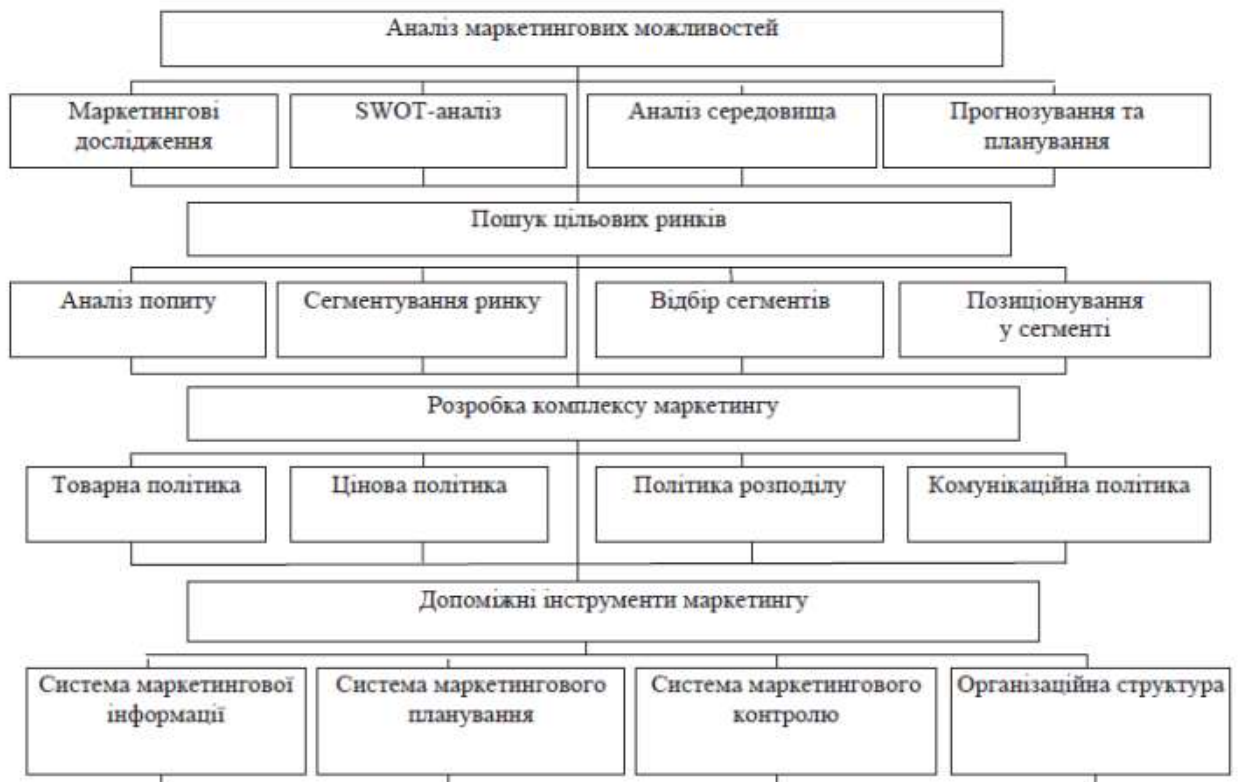 Аналіз маркетингових можливостей
Маркетингові
дослідження
SWOT-аналіз
Аналіз середовища
Прогнозування та
планування
Пошук цільових ринків
Аналіз попиту
Сегментування ринку
Відбір сегментів
Позиціонування
у сегменті
Розробка комплексу маркетингу
Товарна політика
Цінова політика
Політика розподілу
Комунікаційна політика
Допоміжні інструменти маркетингу
Система маркетингової
інформації
Система маркетингового
планування
Система маркетингового
контролю
Організаційна структура